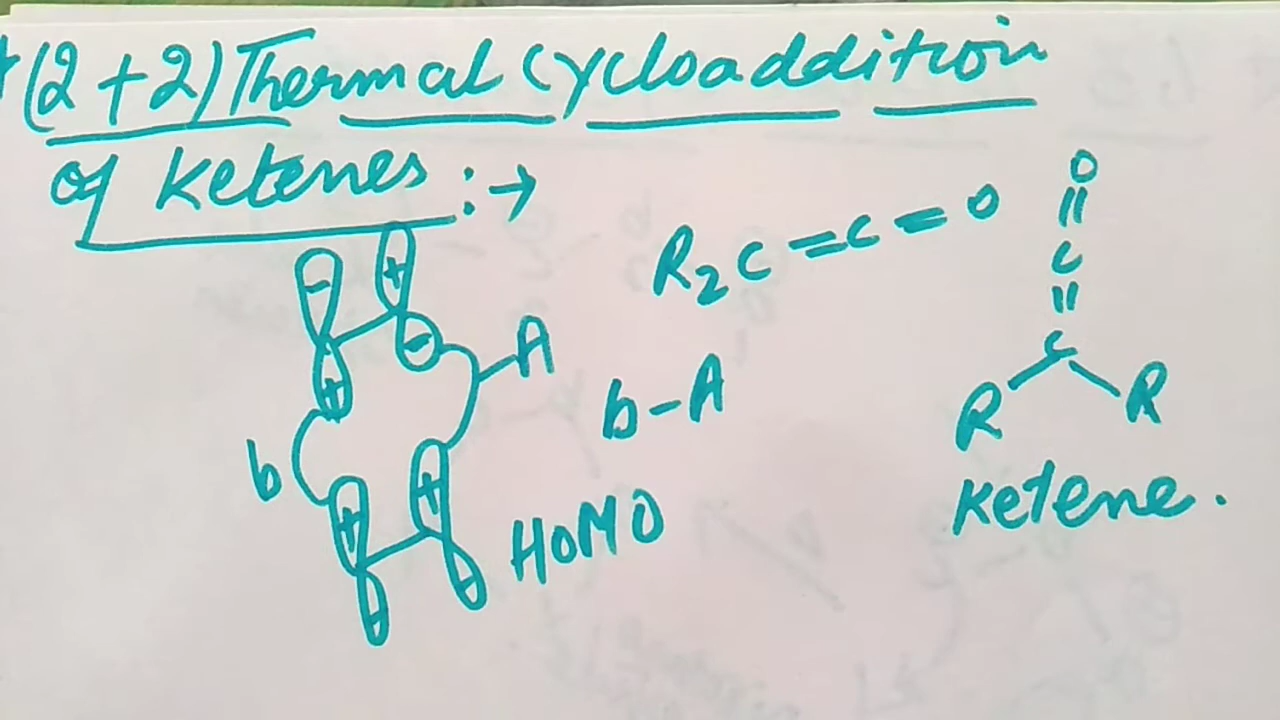 *(2+2) Thermal Cycloaddition
of Ketenes :→
R₂C=C=O
O
||
C
||
C
R R
Ketene.
- +
+ -
A
b
b-A
+ +
- -
HOMO